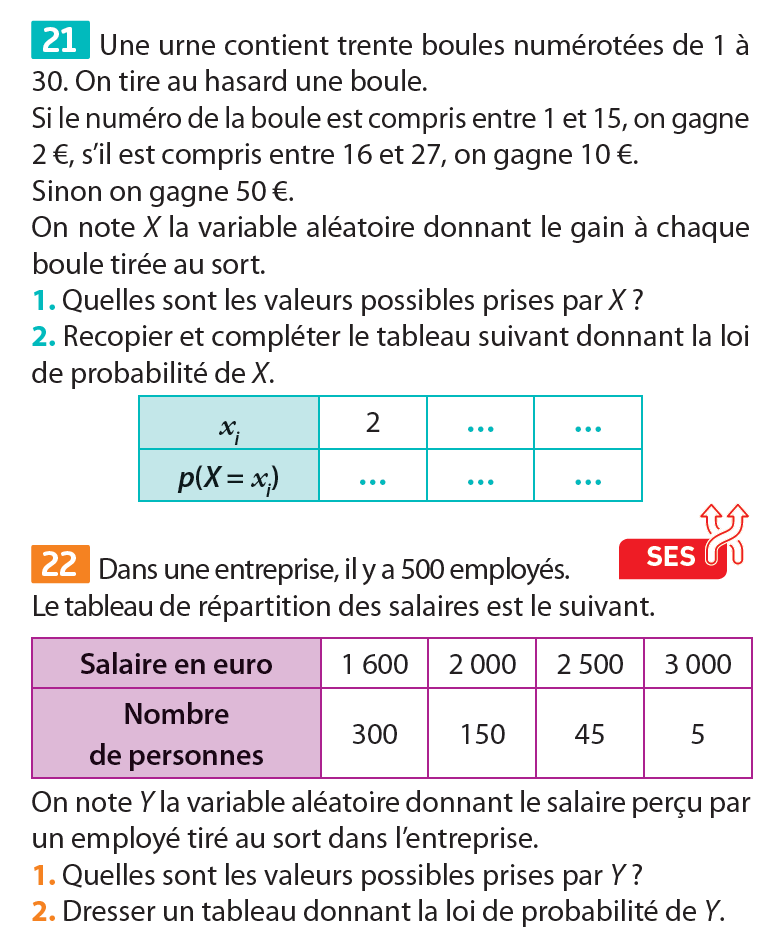 21 Une urne contient trente boules numérotées de 1 à
30. On tire au hasard une boule.
Si le numéro de la boule est compris entre 1 et 15, on gagne
2 €, s’il est compris entre 16 et 27, on gagne 10 €.
Sinon on gagne 50 €.
On note X la variable aléatoire donnant le gain à chaque
boule tirée au sort.
1. Quelles sont les valeurs possibles prises par X ?
2. Recopier et compléter le tableau suivant donnant la loi
de probabilité de X.
xi 2 ... ...
p(X = xi) ... ... ...
22 Dans une entreprise, il y a 500 employés. SES
Le tableau de répartition des salaires est le suivant.
Salaire en euro 1 600 2 000 2 500 3 000
Nombre
de personnes 300 150 45 5
On note Y la variable aléatoire donnant le salaire perçu par
un employé tiré au sort dans l’entreprise.
1. Quelles sont les valeurs possibles prises par Y ?
2. Dresser un tableau donnant la loi de probabilité de Y.